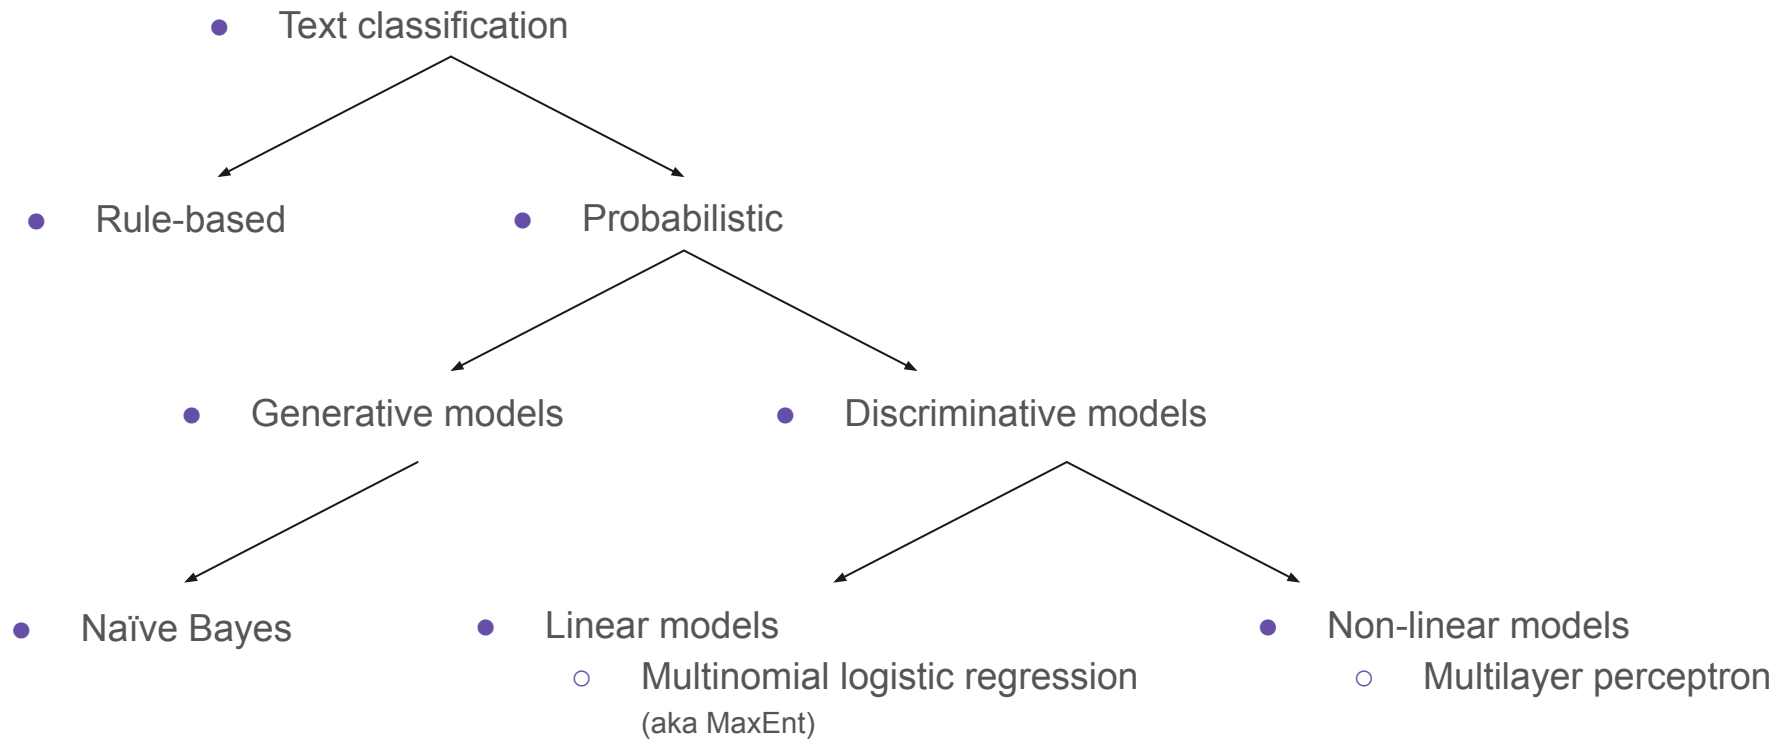 Text classification
Rule-based
Probabilistic
Generative models
Discriminative models
Naïve Bayes
Linear models
Multinomial logistic regression
(aka MaxEnt)
Non-linear models
Multilayer perceptron